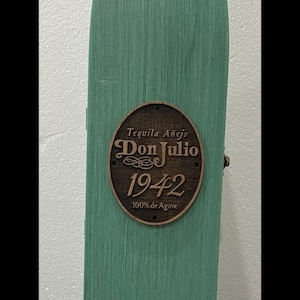 Tequila Añejo
Don Julio
1942
100% de Agave